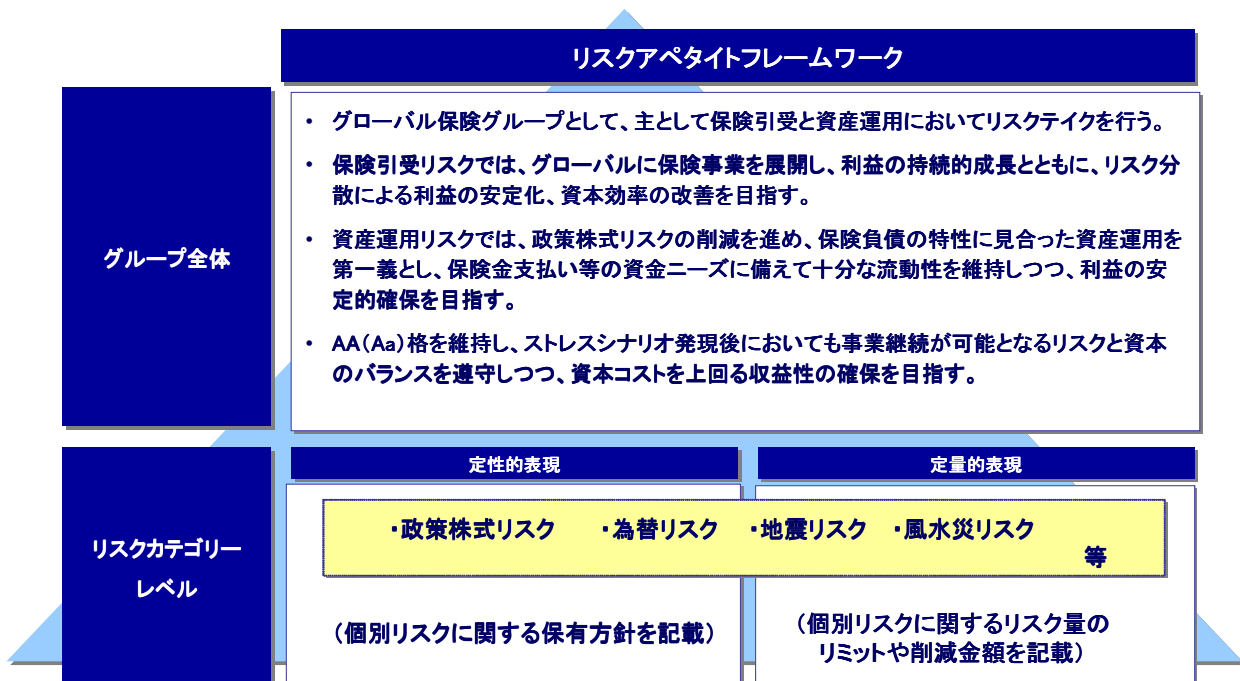 リスクアペタイトフレームワーク
グループ全体
・ グローバル保険グループとして、主として保険引受と資産運用においてリスクテイクを行う。
・ 保険引受リスクでは、グローバルに保険事業を展開し、利益の持続的成長とともに、リスク分
散による利益の安定化、資本効率の改善を目指す。
・ 資産運用リスクでは、政策株式リスクの削減を進め、保険負債の特性に見合った資産運用を
第一義とし、保険金支払い等の資金ニーズに備えて十分な流動性を維持しつつ、利益の安
定的確保を目指す。
・ AA(Aa)格を維持し、ストレスシナリオ発現後においても事業継続が可能となるリスクと資本
のバランスを遵守しつつ、資本コストを上回る収益性の確保を目指す。
リスクカテゴリー
レベル
定性的表現 定量的表現
・政策株式リスク ・為替リスク ・地震リスク ・風水災リスク
等
(個別リスクに関する保有方針を記載)
(個別リスクに関するリスク量の
リミットや削減金額を記載)